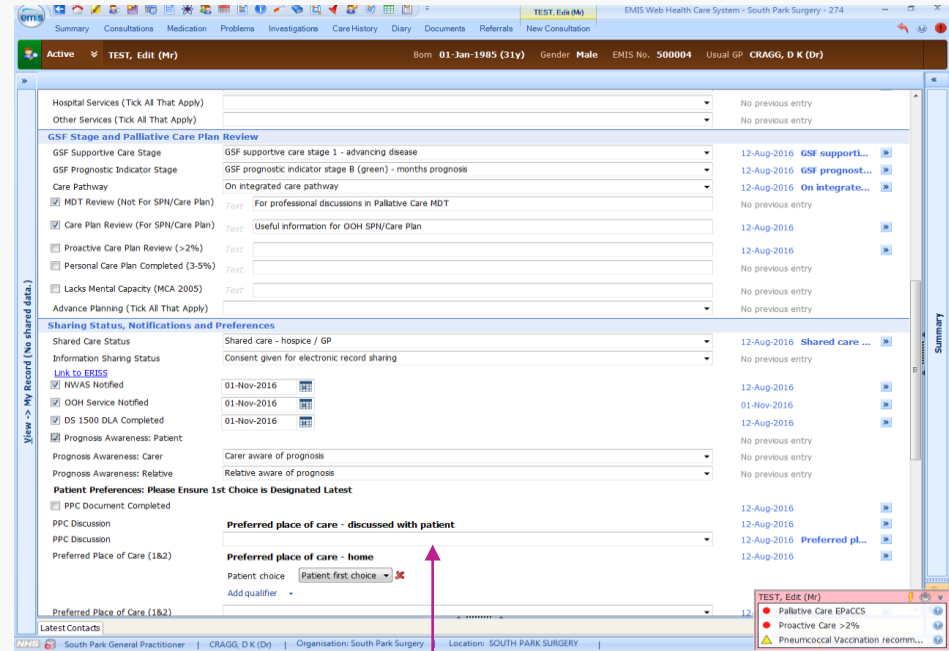 emis
TEST, Edit (Mr)
EMIS Web Health Care System - South Park Surgery - 274
Summary Consultations Medication Problems Investigations Care History Diary Documents Referrals New Consultation
Active TEST, Edit (Mr) Born 01-Jan-1985 (31y) Gender Male EMIS No. 500004 Usual GP CRAGG, D K (Dr)
Hospital Services (Tick All That Apply) No previous entry
Other Services (Tick All That Apply) No previous entry
GSF Stage and Palliative Care Plan Review
GSF Supportive Care Stage GSF supportive care stage 1 - advancing disease 12-Aug-2016 GSF supporti...
GSF Prognostic Indicator Stage GSF prognostic indicator stage B (green) - months prognosis 12-Aug-2016 GSF prognost...
Care Pathway On integrated care pathway 12-Aug-2016 On integrate...
MDT Review (Not For SPN/Care Plan) Text For professional discussions in Palliative Care MDT No previous entry
Care Plan Review (For SPN/Care Plan) Text Useful information for OOH SPN/Care Plan 12-Aug-2016
Proactive Care Plan Review (>2%) Text 12-Aug-2016
Personal Care Plan Completed (3-5%) Text No previous entry
Lacks Mental Capacity (MCA 2005) Text No previous entry
Advance Planning (Tick All That Apply) No previous entry
Sharing Status, Notifications and Preferences
Shared Care Status Shared care - hospice / GP 12-Aug-2016 Shared care ...
Information Sharing Status Consent given for electronic record sharing No previous entry
Link to ERISS
NWAS Notified 01-Nov-2016 12-Aug-2016
OOH Service Notified 01-Nov-2016 01-Nov-2016
DS 1500 DLA Completed 01-Nov-2016 12-Aug-2016
Prognosis Awareness: Patient No previous entry
Prognosis Awareness: Carer Carer aware of prognosis No previous entry
Prognosis Awareness: Relative Relative aware of prognosis No previous entry
Patient Preferences: Please Ensure 1st Choice is Designated Latest
PPC Document Completed 12-Aug-2016
PPC Discussion Preferred place of care - discussed with patient 12-Aug-2016
PPC Discussion 12-Aug-2016 Preferred pl...
Preferred Place of Care (1&2) Preferred place of care - home 12-Aug-2016
Patient choice Patient first choice
Add qualifier
Preferred Place of Care (1&2) 12-
View -> My Record (No shared data.)
Summary
TEST, Edit (Mr)
Palliative Care EPaCCS
Proactive Care >2%
Pneumcoccal Vaccination recomm...
Latest Contacts
NHS South Park General Practitioner | CRAGG, D K (Dr) | Organisation: South Park Surgery | Location: SOUTH PARK SURGERY |